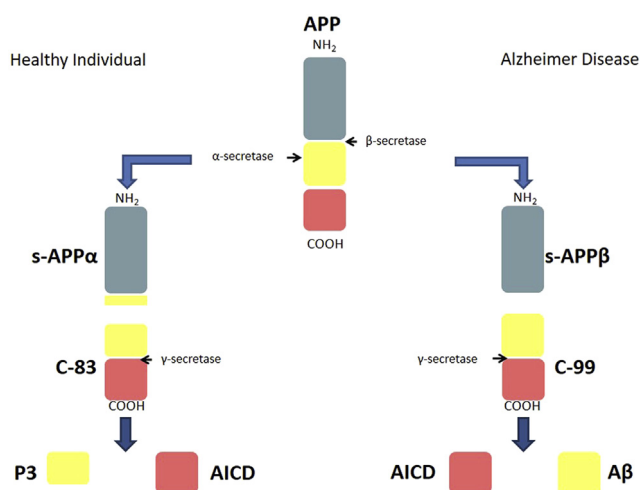 APP
NH₂
Healthy Individual
Alzheimer Disease
β-secretase
α-secretase
COOH
NH₂
NH₂
s-APPα
s-APPβ
γ-secretase
γ-secretase
C-83
C-99
COOH
COOH
P3
AICD
AICD
Aβ